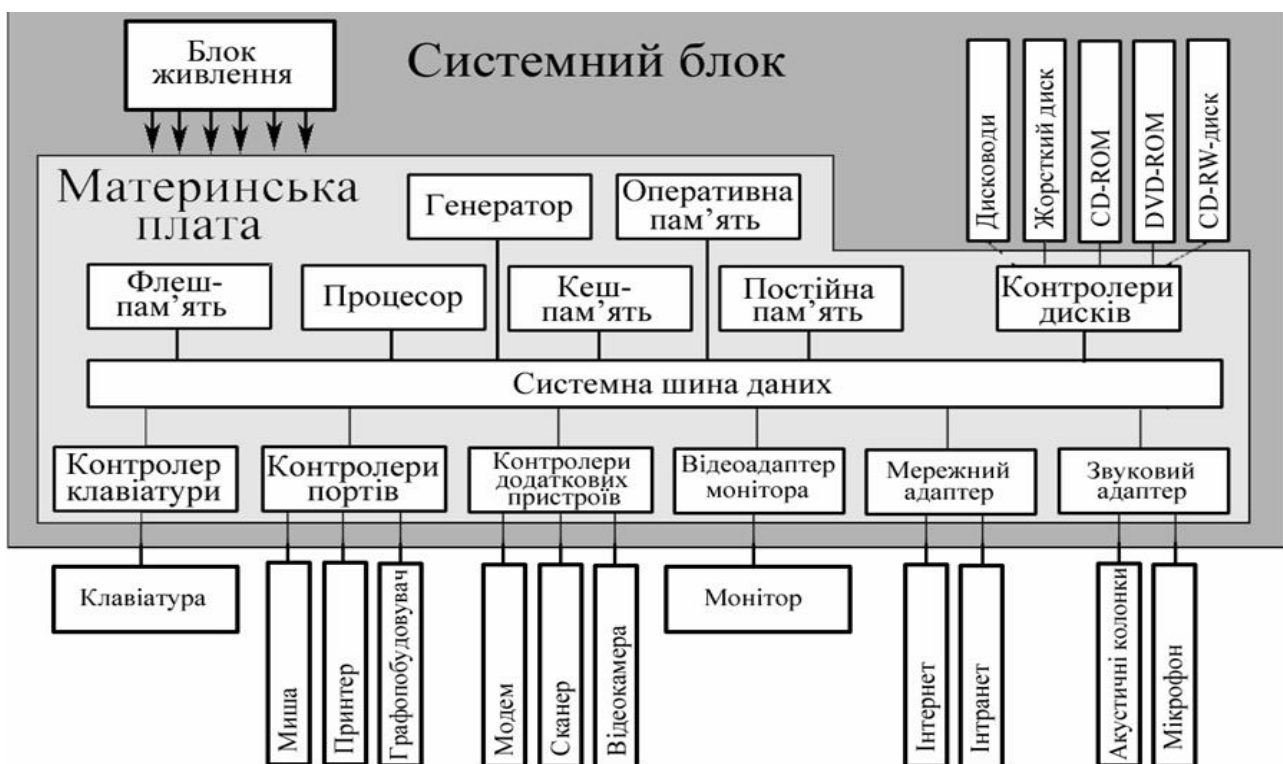 Блок
живлення
Системний блок
Дисководи
Жорсткий диск
CD-ROM
DVD-ROM
CD-RW-диск
Материнська
плата
Генератор
Оперативна
пам’ять
Флеш-
пам’ять
Процесор
Кеш-
пам’ять
Постійна
пам’ять
Контролери
дисків
Системна шина даних
Контролер
клавіатури
Контролери
портів
Контролери
додаткових
пристроїв
Відеоадаптер
монітора
Мережний
адаптер
Звуковий
адаптер
Клавіатура
Миша
Принтер
Графопобудовувач
Модем
Сканер
Відеокамера
Монітор
Інтернет
Інтранет
Акустичні колонки
Мікрофон